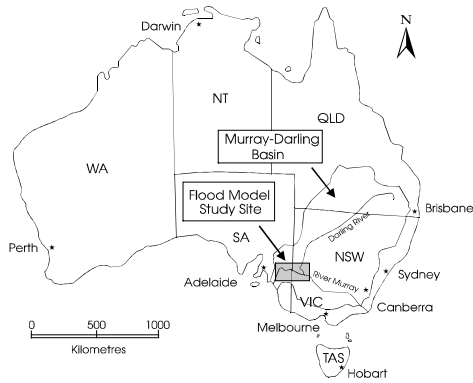 Darwin
N
NT
QLD
Murray-Darling
Basin
WA
Flood Model
Study Site
Darling River
Brisbane
SA
Perth
NSW
Adelaide
River Murray
Sydney
VIC
Canberra
0 500 1000
Kilometres
Melbourne
TAS
Hobart